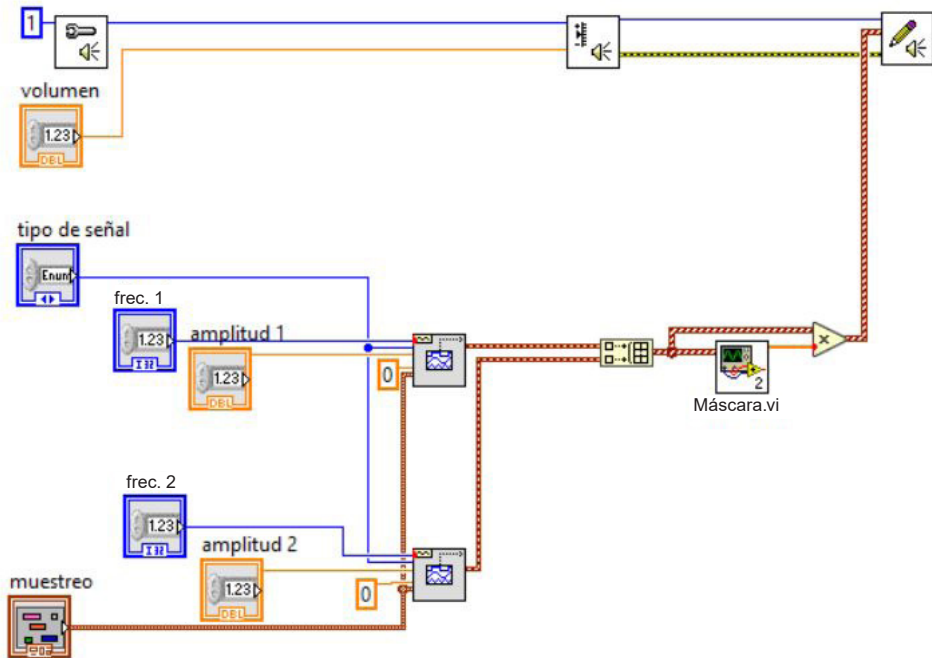 1
volumen
1.23
DBL
tipo de señal
Enum
frec. 1
1.23
I32
amplitud 1
1.23
DBL
0
x
2
Máscara.vi
frec. 2
1.23
I32
amplitud 2
1.23
DBL
0
muestreo